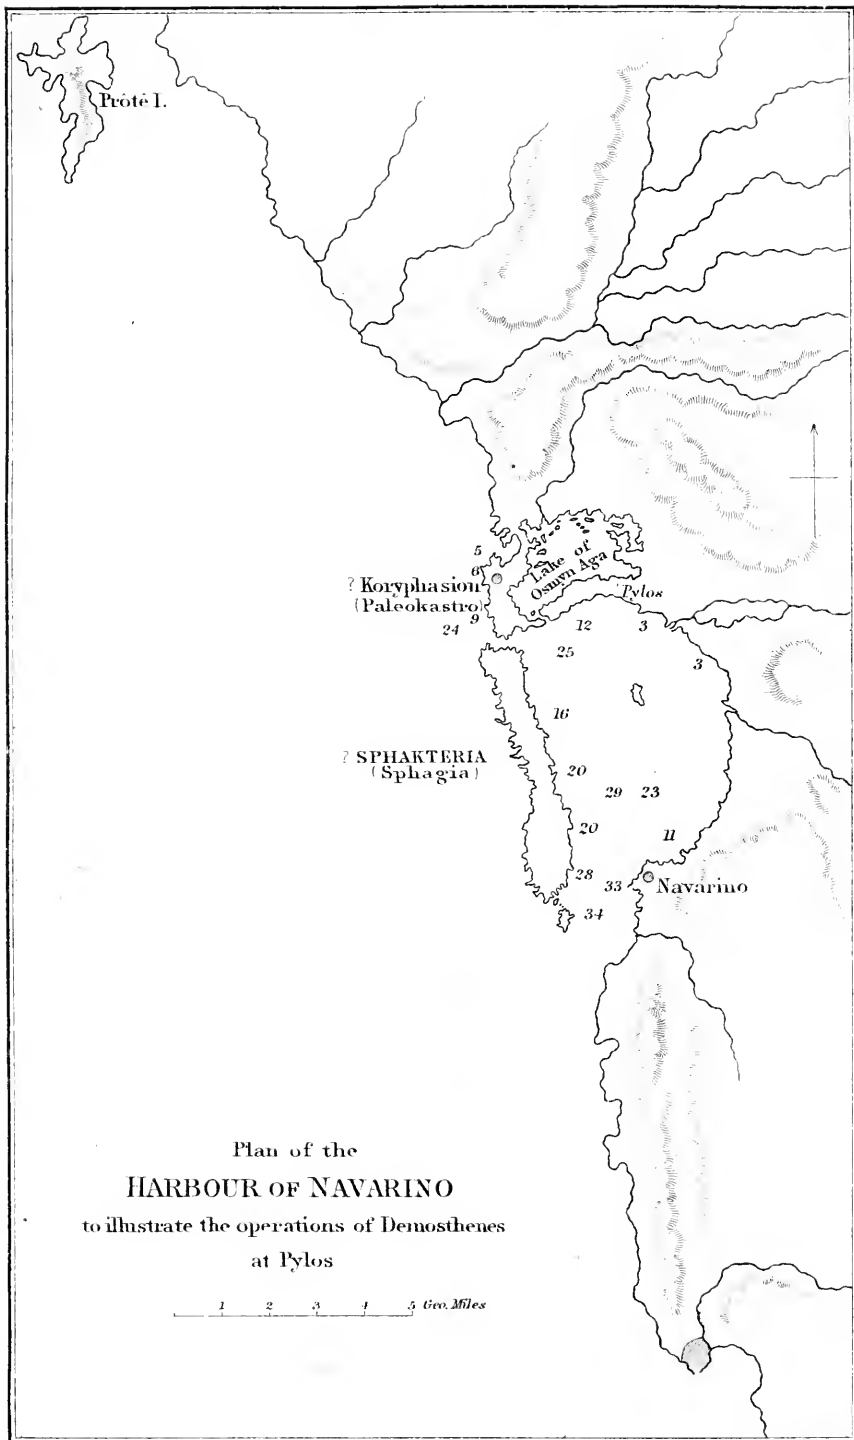 Prôtê I.
5
6
? Koryphasion
(Paleokastro)
9
24
Lake of
Osmyn Aga
Pylos
12
3
25
3
16
? SPHAKTERIA
(Sphagia)
20
29
23
20
11
28
33
Navarino
34
Plan of the
HARBOUR OF NAVARINO
to illustrate the operations of Demosthenes
at Pylos
1 2 3 4 5 Geo. Miles